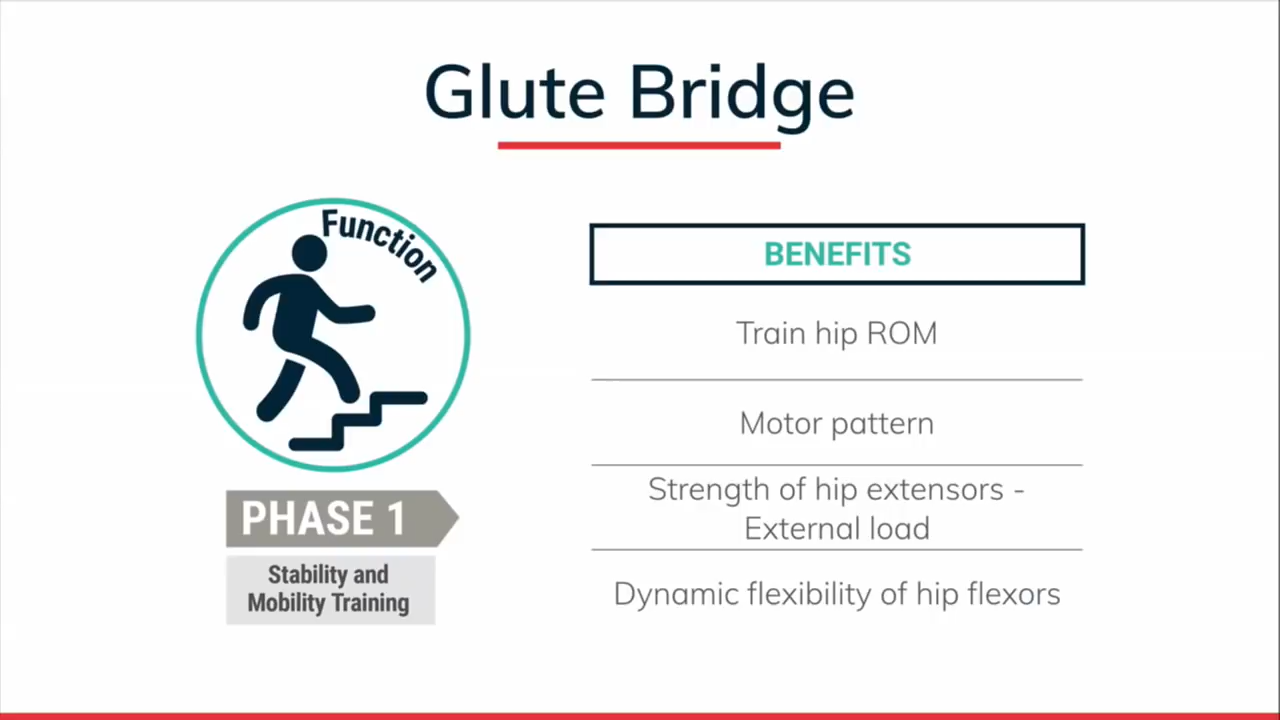 Glute Bridge
Function
PHASE 1
Stability and
Mobility Training
BENEFITS
Train hip ROM
Motor pattern
Strength of hip extensors -
External load
Dynamic flexibility of hip flexors